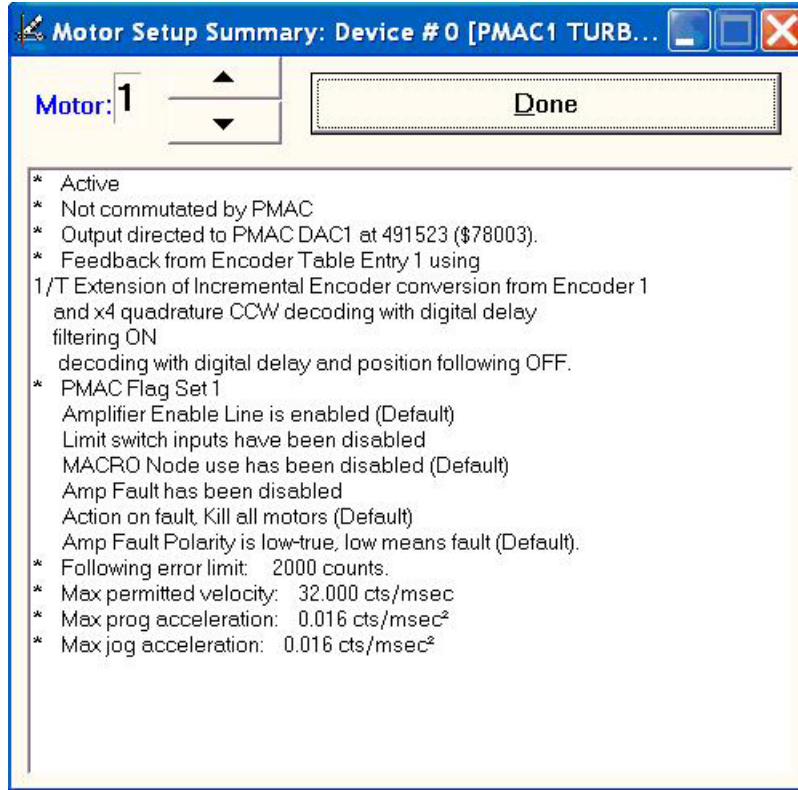 Motor Setup Summary: Device # 0 [PMAC1 TURB...
Motor: 1
Done
* Active
* Not commutated by PMAC
* Output directed to PMAC DAC1 at 491523 ($78003).
* Feedback from Encoder Table Entry 1 using
1/T Extension of Incremental Encoder conversion from Encoder 1
and x4 quadrature CCW decoding with digital delay
filtering ON
decoding with digital delay and position following OFF.
* PMAC Flag Set 1
Amplifier Enable Line is enabled (Default)
Limit switch inputs have been disabled
MACRO Node use has been disabled (Default)
Amp Fault has been disabled
Action on fault, Kill all motors (Default)
Amp Fault Polarity is low-true, low means fault (Default).
* Following error limit: 2000 counts.
* Max permitted velocity: 32.000 cts/msec
* Max prog acceleration: 0.016 cts/msec²
* Max jog acceleration: 0.016 cts/msec²